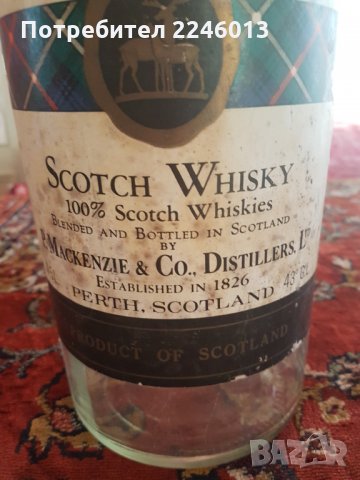 Потребител 2246013
SCOTCH WHISKY
100% Scotch Whiskies
BLENDED AND BOTTLED IN SCOTLAND
BY
P. MACKENZIE & CO., DISTILLERS, LTD
ESTABLISHED IN 1826
PERTH, SCOTLAND 43° GL
PRODUCT OF SCOTLAND
BAZAR